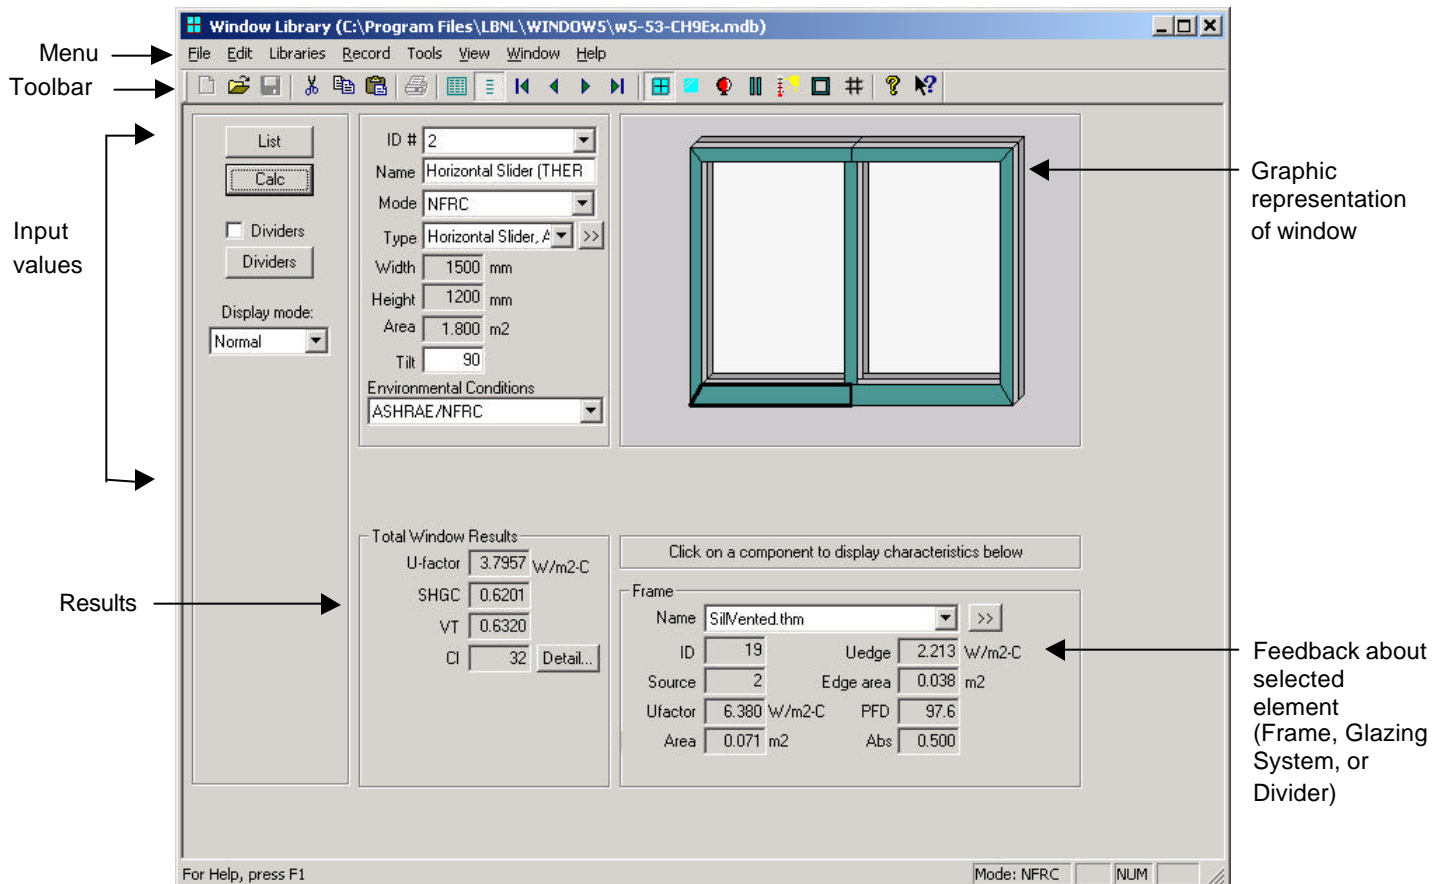 Window Library (C:\Program Files\LBNL\WINDOW5\w5-53-CH9Ex.mdb)
Menu
File Edit Libraries Record Tools View Window Help
Toolbar
Input
values
List
Calc
Dividers
Dividers
Display mode:
Normal
ID # 2
Name Horizontal Slider (THER
Mode NFRC
Type Horizontal Slider, A >>
Width 1500 mm
Height 1200 mm
Area 1.800 m2
Tilt 90
Environmental Conditions
ASHRAE/NFRC
Graphic
representation
of window
Results
Total Window Results
U-factor 3.7957 W/m2-C
SHGC 0.6201
VT 0.6320
CI 32 Detail...
Click on a component to display characteristics below
Frame
Name SillVented.thm >>
ID 19 Uedge 2.213 W/m2-C
Source 2 Edge area 0.038 m2
Ufactor 6.380 W/m2-C PFD 97.6
Area 0.071 m2 Abs 0.500
Feedback about
selected
element
(Frame, Glazing
System, or
Divider)
For Help, press F1 Mode: NFRC NUM